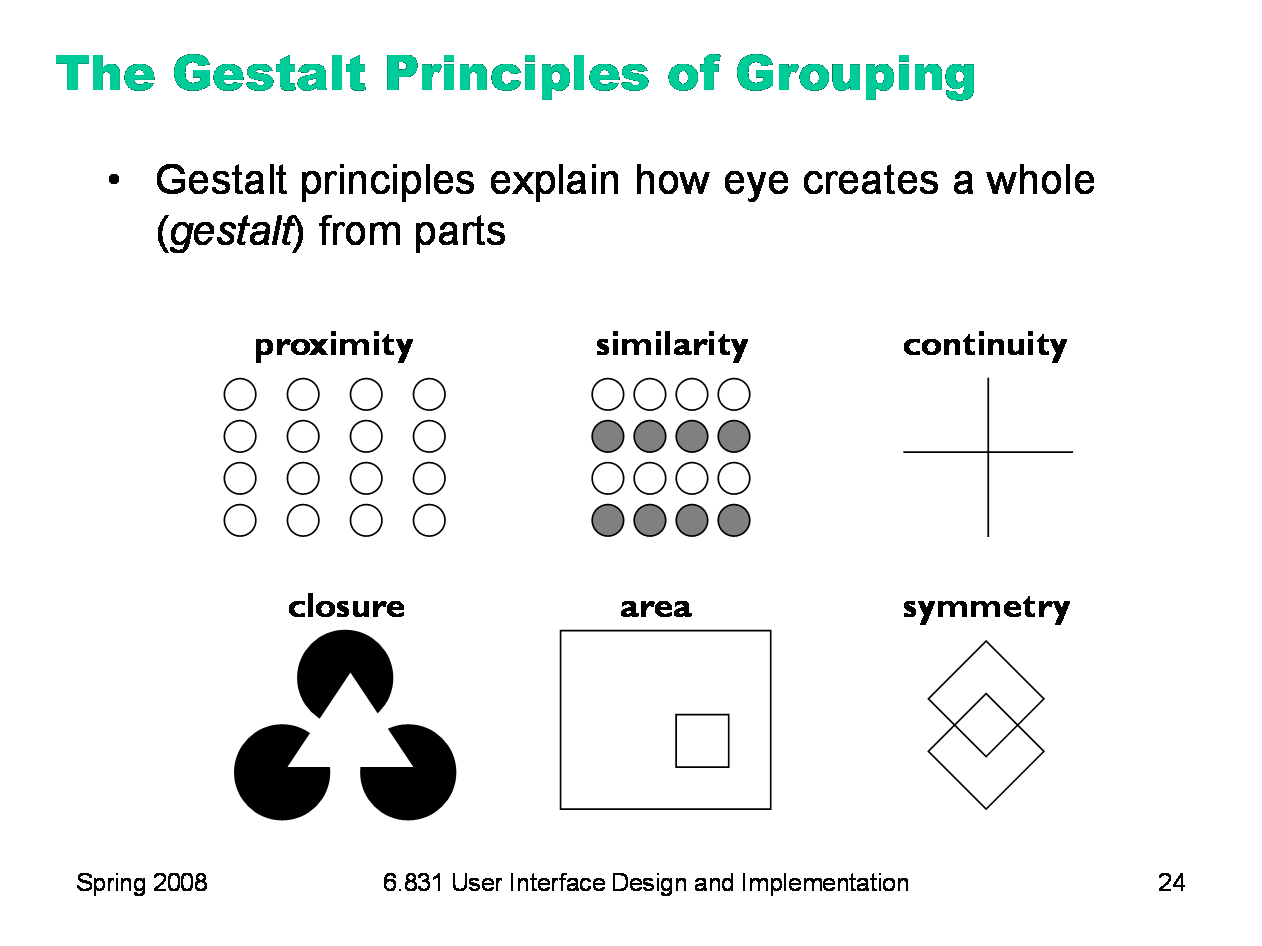 The Gestalt Principles of Grouping
• Gestalt principles explain how eye creates a whole
(gestalt) from parts
proximity similarity continuity
closure area symmetry
Spring 2008 6.831 User Interface Design and Implementation 24